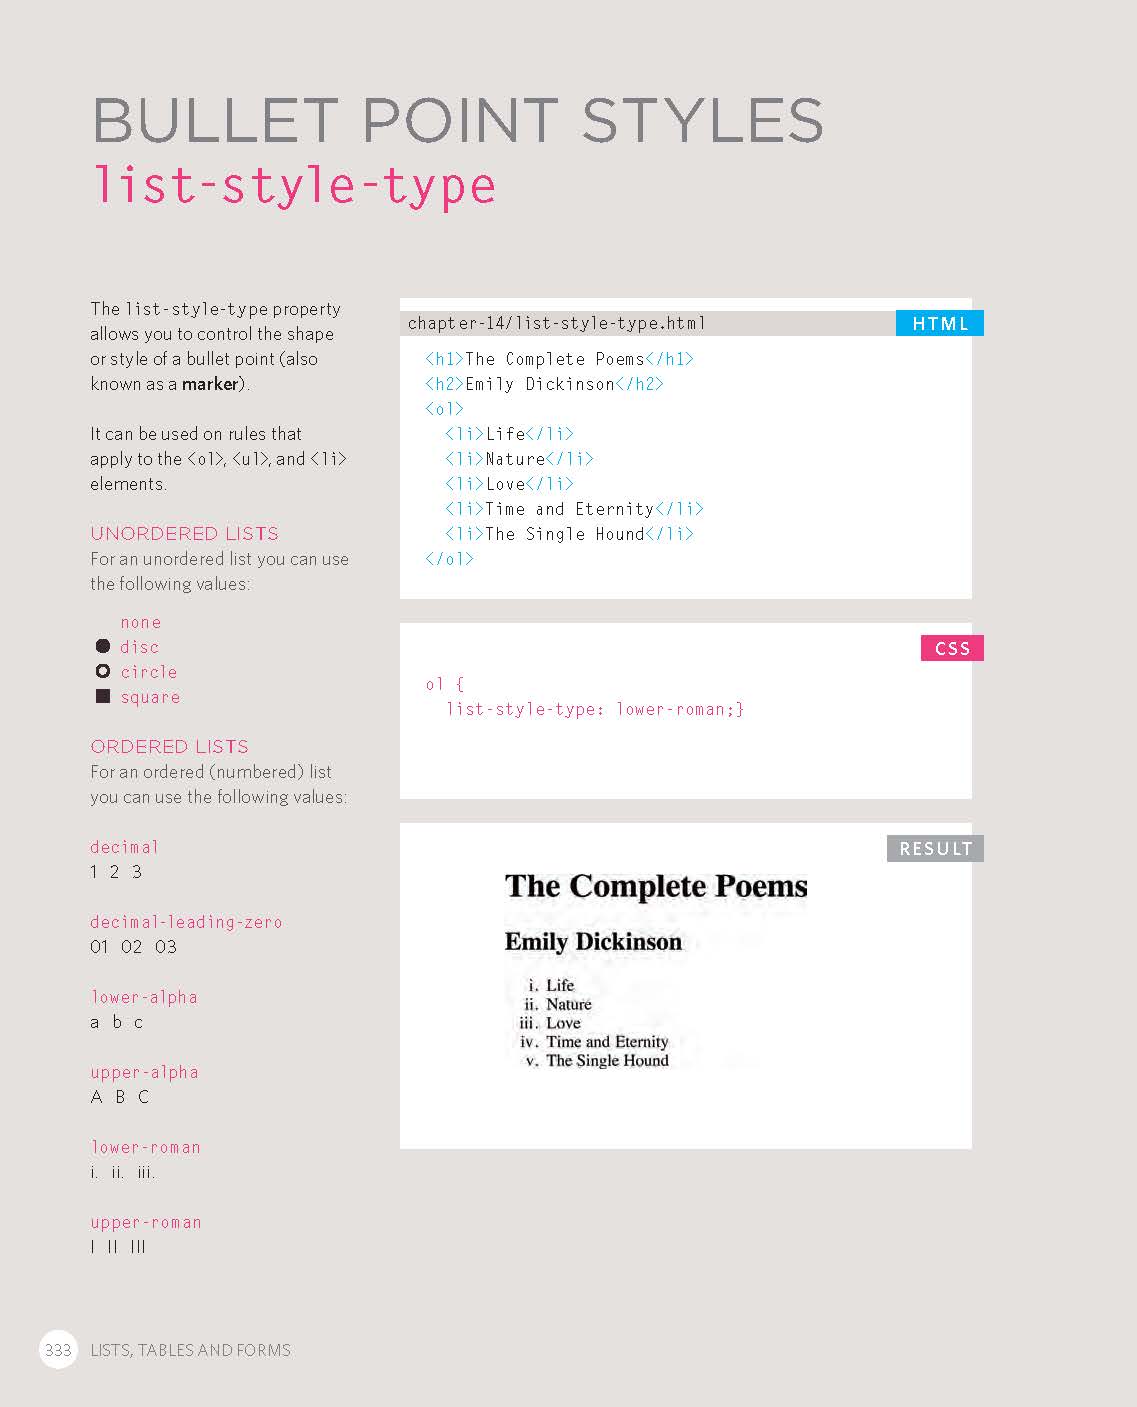 BULLET POINT STYLES
list-style-type
The list-style-type property
allows you to control the shape
or style of a bullet point (also
known as a marker).
It can be used on rules that
apply to the <ol>, <ul>, and <li>
elements.
UNORDERED LISTS
For an unordered list you can use
the following values:
none
disc
circle
square
ORDERED LISTS
For an ordered (numbered) list
you can use the following values:
decimal
1 2 3
decimal-leading-zero
01 02 03
lower-alpha
a b c
upper-alpha
A B C
lower-roman
i. ii. iii.
upper-roman
I II III
chapter-14/list-style-type.html
HTML
<h1>The Complete Poems</h1>
<h2>Emily Dickinson</h2>
<ol>
<li>Life</li>
<li>Nature</li>
<li>Love</li>
<li>Time and Eternity</li>
<li>The Single Hound</li>
</ol>
CSS
ol {
list-style-type: lower-roman;}
RESULT
The Complete Poems
Emily Dickinson
i. Life
ii. Nature
iii. Love
iv. Time and Eternity
v. The Single Hound
333 LISTS, TABLES AND FORMS